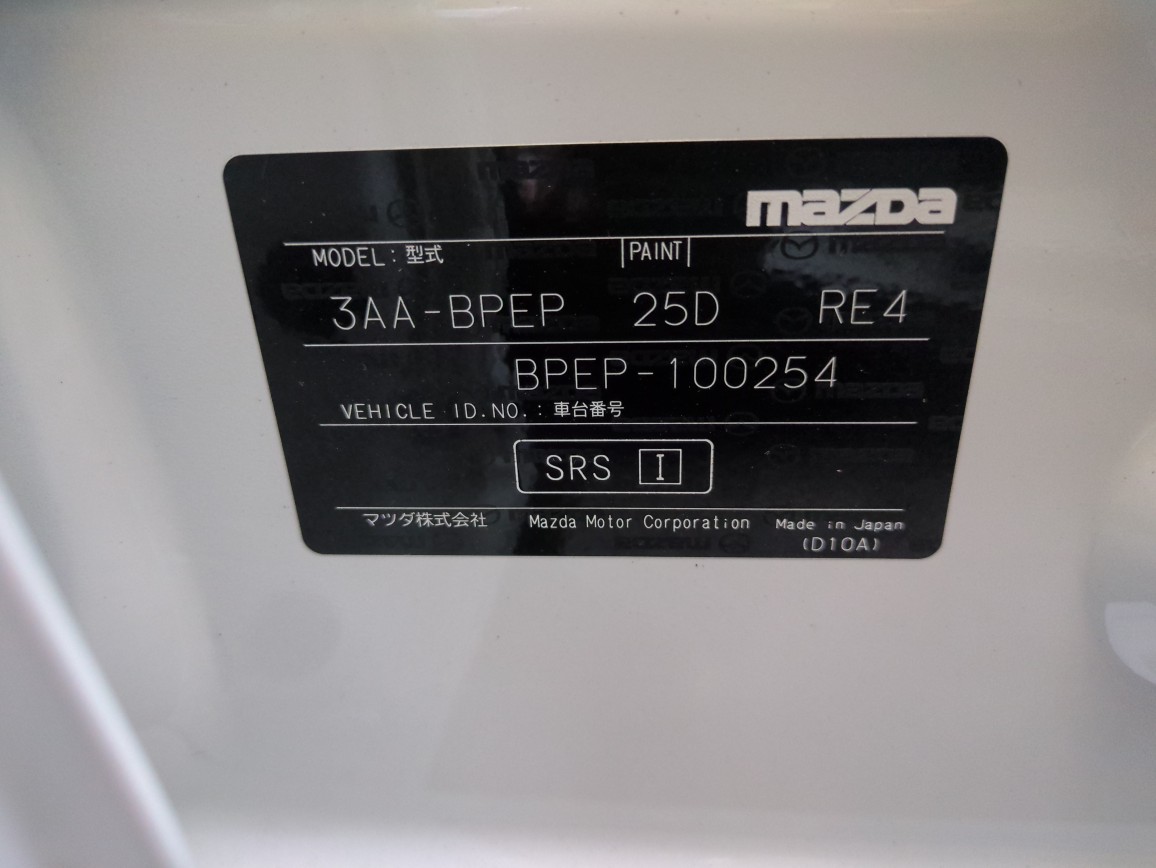 mazda
MODEL: 型式 PAINT
3AA-BPEP 25D RE4
BPEP-100254
VEHICLE ID.NO.: 車台番号
SRS I
マツダ株式会社 Mazda Motor Corporation Made in Japan
(D10A)